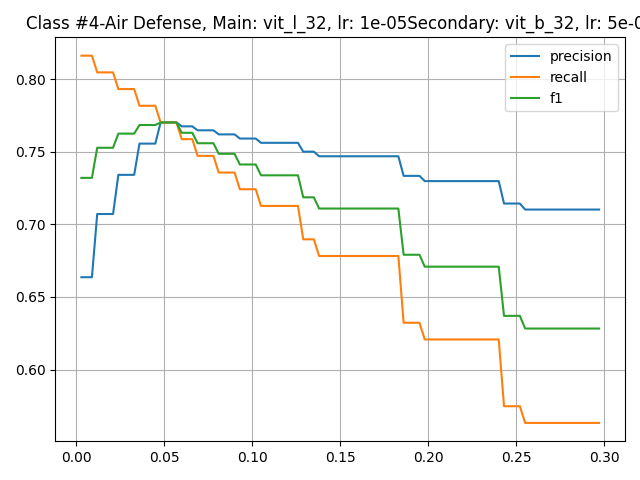 Class #4-Air Defense, Main: vit_l_32, lr: 1e-05Secondary: vit_b_32, lr: 5e-0
precision
recall
f1
0.80
0.75
0.70
0.65
0.60
0.00 0.05 0.10 0.15 0.20 0.25 0.30